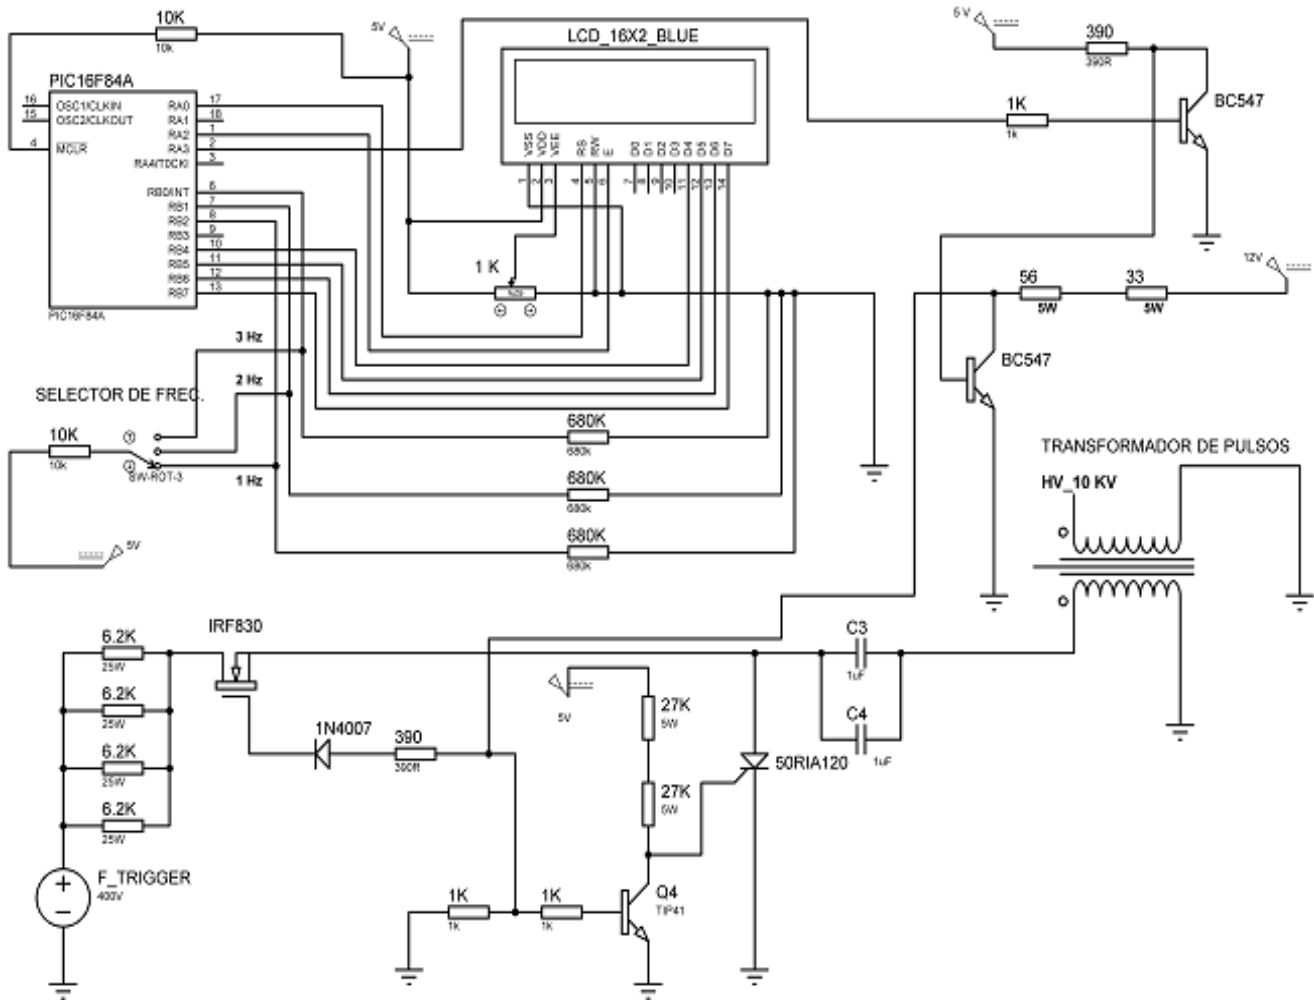 10K
10k
5V
LCD_16X2_BLUE
5 V
390
390R
PIC16F84A
16 OSC1/CLKIN RA0 17
15 OSC2/CLKOUT RA1 18
RA2 1
4 MCLR RA3 2
RA4/T0CKI 3
RB0/INT 6
RB1 7
RB2 8
RB3 9
RB4 10
RB5 11
RB6 12
RB7 13
PIC16F84A
VSS VDD VEE RS RW E D0 D1 D2 D3 D4 D5 D6 D7
1 2 3 4 5 6 7 8 9 10 11 12 13 14
1K
1k
BC547
1 K
12V
56
5W
33
5W
BC547
3 Hz
2 Hz
1 Hz
SELECTOR DE FREC.
10K
10k
SW-ROT-3
5V
680K
680k
680K
680k
680K
680k
TRANSFORMADOR DE PULSOS
HV_10 KV
IRF830
6.2K
25W
6.2K
25W
6.2K
25W
6.2K
25W
F_TRIGGER
400V
1N4007
390
390R
5V
27K
5W
27K
5W
50RIA120
C3
1uF
C4
1uF
1K
1k
1K
1k
Q4
TIP41